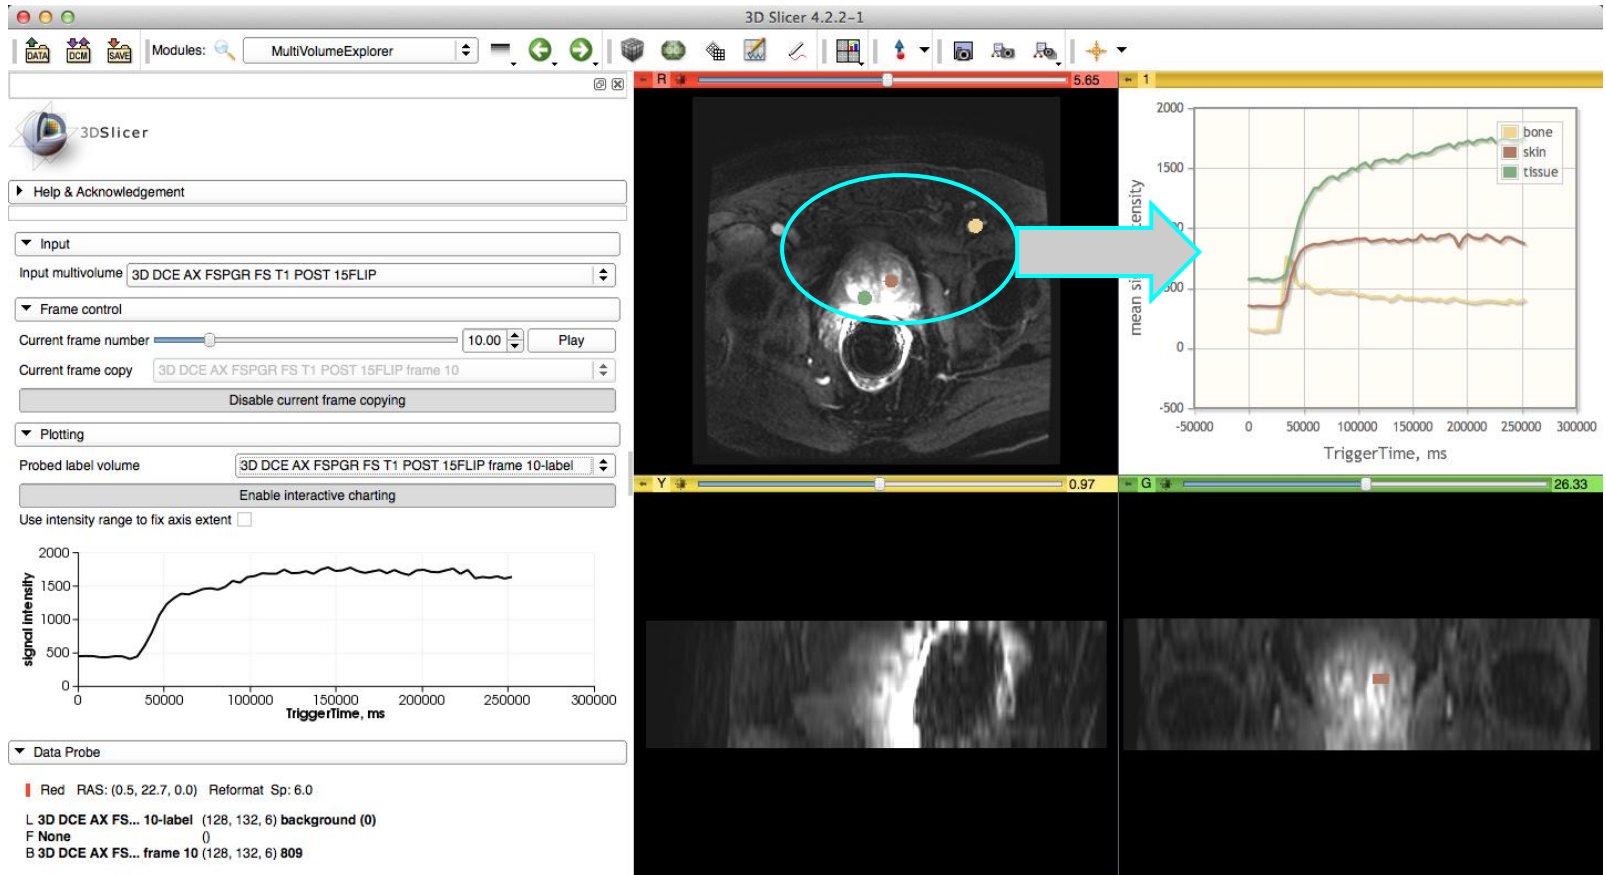 3D Slicer 4.2.2-1
DATA DCM SAVE Modules: MultiVolumeExplorer
3DSlicer
Help & Acknowledgement
Input
Input multivolume 3D DCE AX FSPGR FS T1 POST 15FLIP
Frame control
Current frame number 10.00 Play
Current frame copy 3D DCE AX FSPGR FS T1 POST 15FLIP frame 10
Disable current frame copying
Plotting
Probed label volume 3D DCE AX FSPGR FS T1 POST 15FLIP frame 10-label
Enable interactive charting
Use intensity range to fix axis extent
2000
1500
1000
500
0
signal intensity
0 50000 100000 150000 200000 250000 300000
TriggerTime, ms
Data Probe
Red RAS: (0.5, 22.7, 0.0) Reformat Sp: 6.0
L 3D DCE AX FS... 10-label (128, 132, 6) background (0)
F None ()
B 3D DCE AX FS... frame 10 (128, 132, 6) 809
R 5.65
1
2000
1500
0
-500
bone
skin
tissue
mean
-50000 0 50000 100000 150000 200000 250000 300000
TriggerTime, ms
Y 0.97
G 26.33